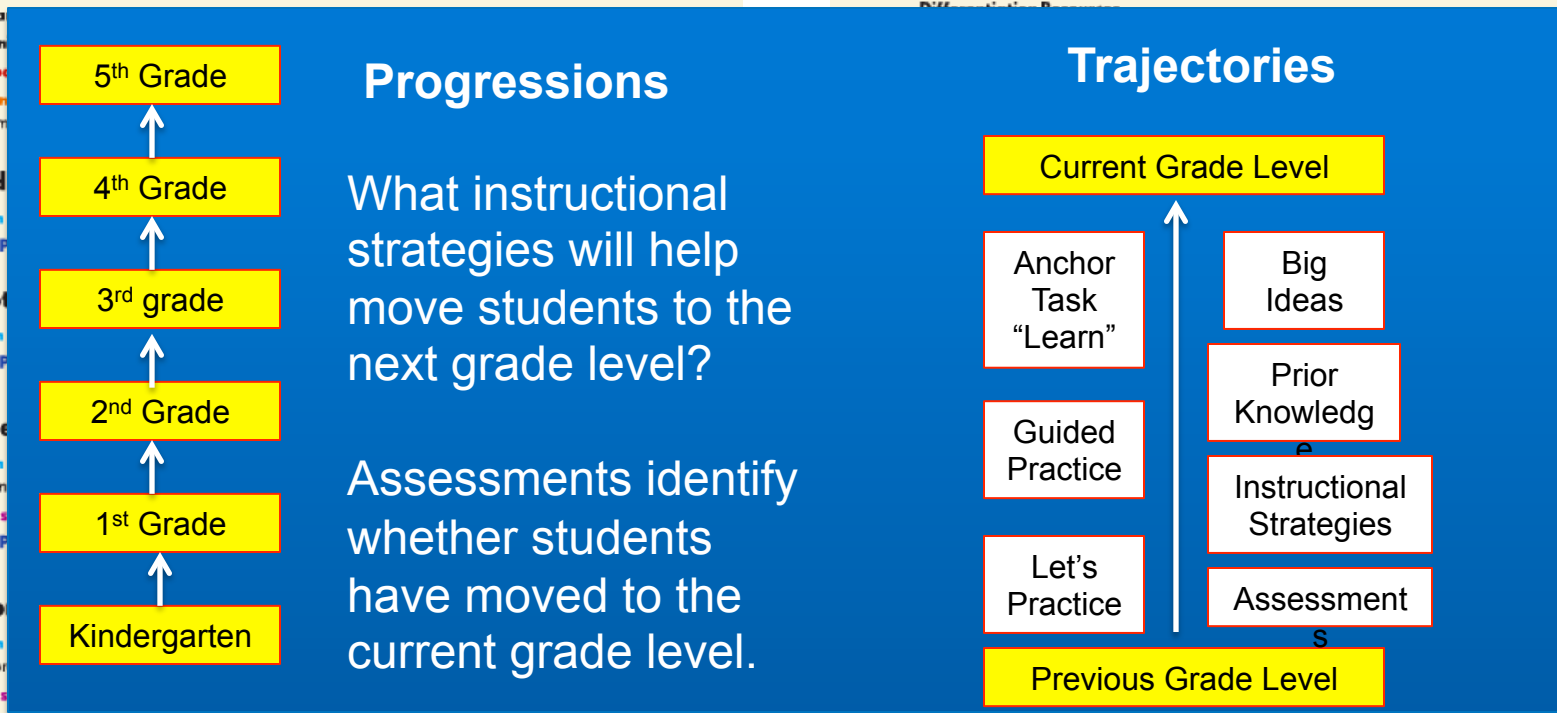 Differentiation Resources
5th Grade
4th Grade
3rd grade
2nd Grade
1st Grade
Kindergarten
Progressions
What instructional
strategies will help
move students to the
next grade level?
Assessments identify
whether students
have moved to the
current grade level.
Trajectories
Current Grade Level
Anchor
Task
“Learn”
Guided
Practice
Let’s
Practice
Big
Ideas
Prior
Knowledg
e
Instructional
Strategies
Assessment
s
Previous Grade Level